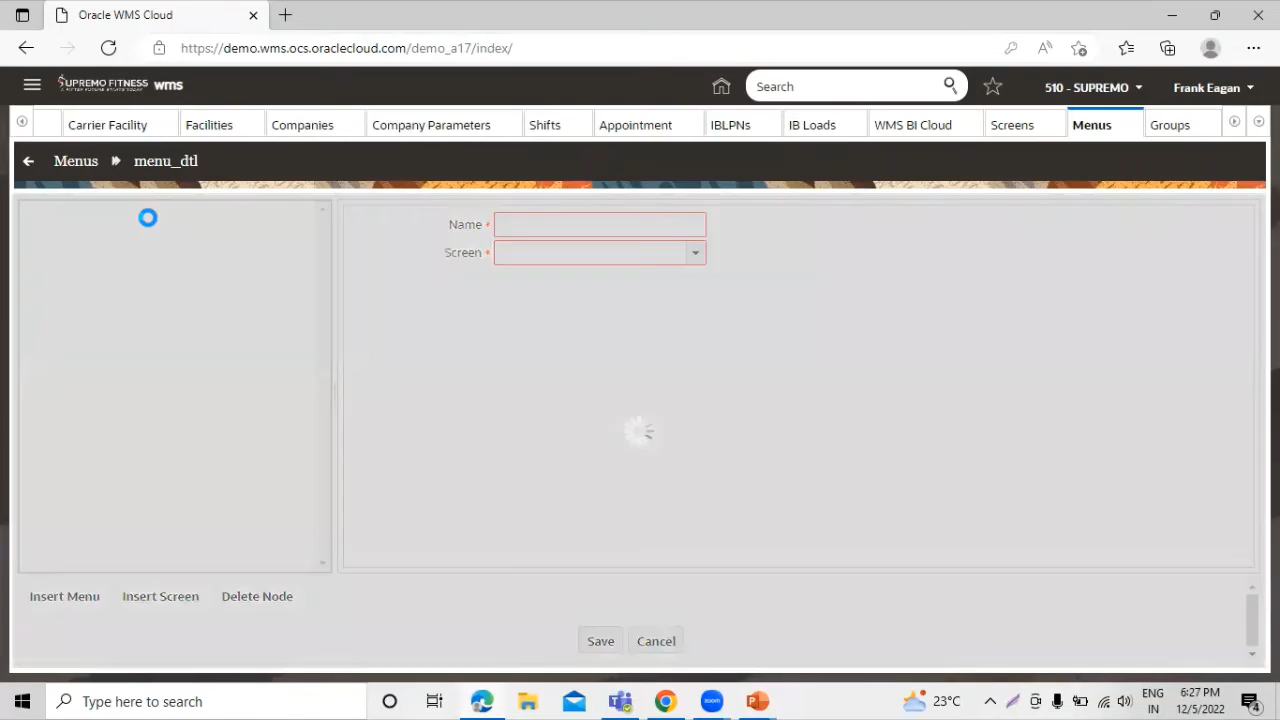 Oracle WMS Cloud
https://demo.wms.ocs.oraclecloud.com/demo_a17/index/
SUPREMO FITNESS wms
Search
510 - SUPREMO
Frank Eagan
Carrier Facility
Facilities
Companies
Company Parameters
Shifts
Appointment
IBLPNs
IB Loads
WMS BI Cloud
Screens
Menus
Groups
Menus
menu_dtl
Name *
Screen *
Insert Menu
Insert Screen
Delete Node
Save
Cancel
Type here to search
23°C
ENG
IN
6:27 PM
12/5/2022
4